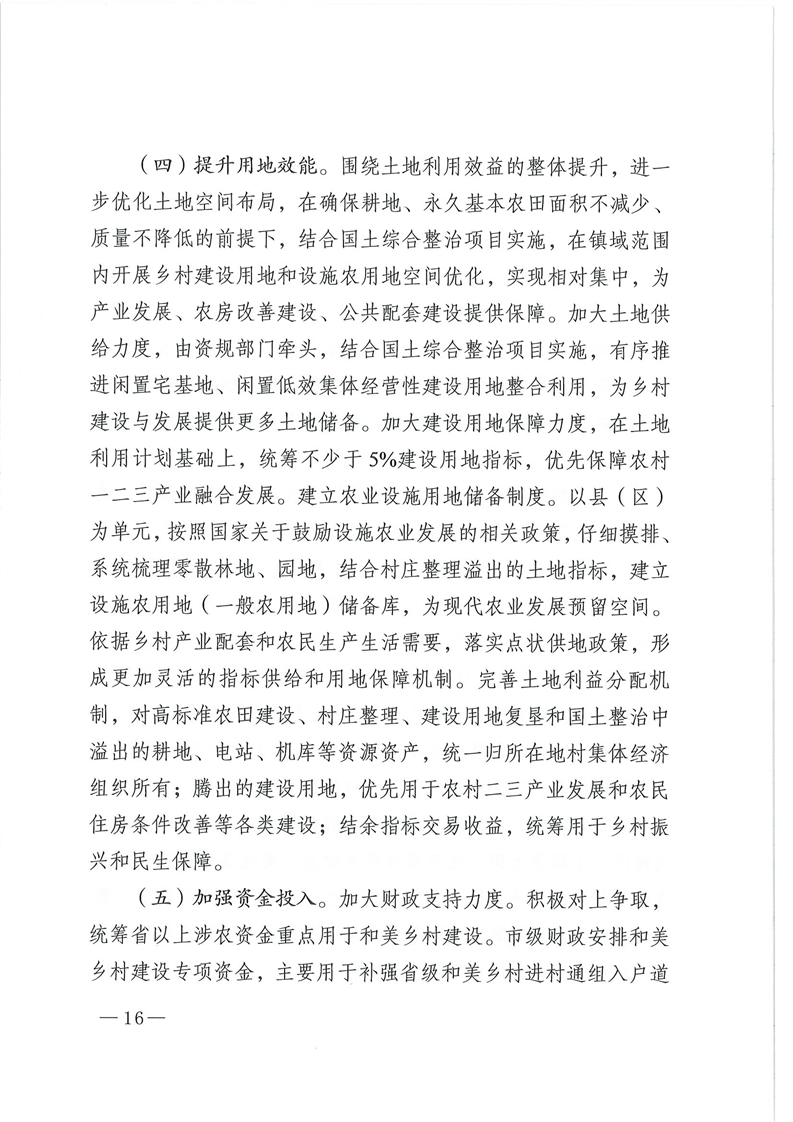 （四）提升用地效能。围绕土地利用效益的整体提升，进一
步优化土地空间布局，在确保耕地、永久基本农田面积不减少、
质量不降低的前提下，结合国土综合整治项目实施，在镇域范围
内开展乡村建设用地和设施农用地空间优化，实现相对集中，为
产业发展、农房改善建设、公共配套建设提供保障。加大土地供
给力度，由资规部门牵头，结合国土综合整治项目实施，有序推
进闲置宅基地、闲置低效集体经营性建设用地整合利用，为乡村
建设与发展提供更多土地储备。加大建设用地保障力度，在土地
利用计划基础上，统筹不少于5%建设用地指标，优先保障农村
一二三产业融合发展。建立农业设施用地储备制度。以县（区）
为单元，按照国家关于鼓励设施农业发展的相关政策，仔细摸排、
系统梳理零散林地、园地，结合村庄整理溢出的土地指标，建立
设施农用地（一般农用地）储备库，为现代农业发展预留空间。
依据乡村产业配套和农民生产生活需要，落实点状供地政策，形
成更加灵活的指标供给和用地保障机制。完善土地利益分配机
制，对高标准农田建设、村庄整理、建设用地复垦和国土整治中
溢出的耕地、电站、机库等资源资产，统一归所在地村集体经济
组织所有；腾出的建设用地，优先用于农村二三产业发展和农民
住房条件改善等各类建设；结余指标交易收益，统筹用于乡村振
兴和民生保障。
（五）加强资金投入。加大财政支持力度。积极对上争取，
统筹省以上涉农资金重点用于和美乡村建设。市级财政安排和美
乡村建设专项资金，主要用于补强省级和美乡村进村通组入户道
—16—